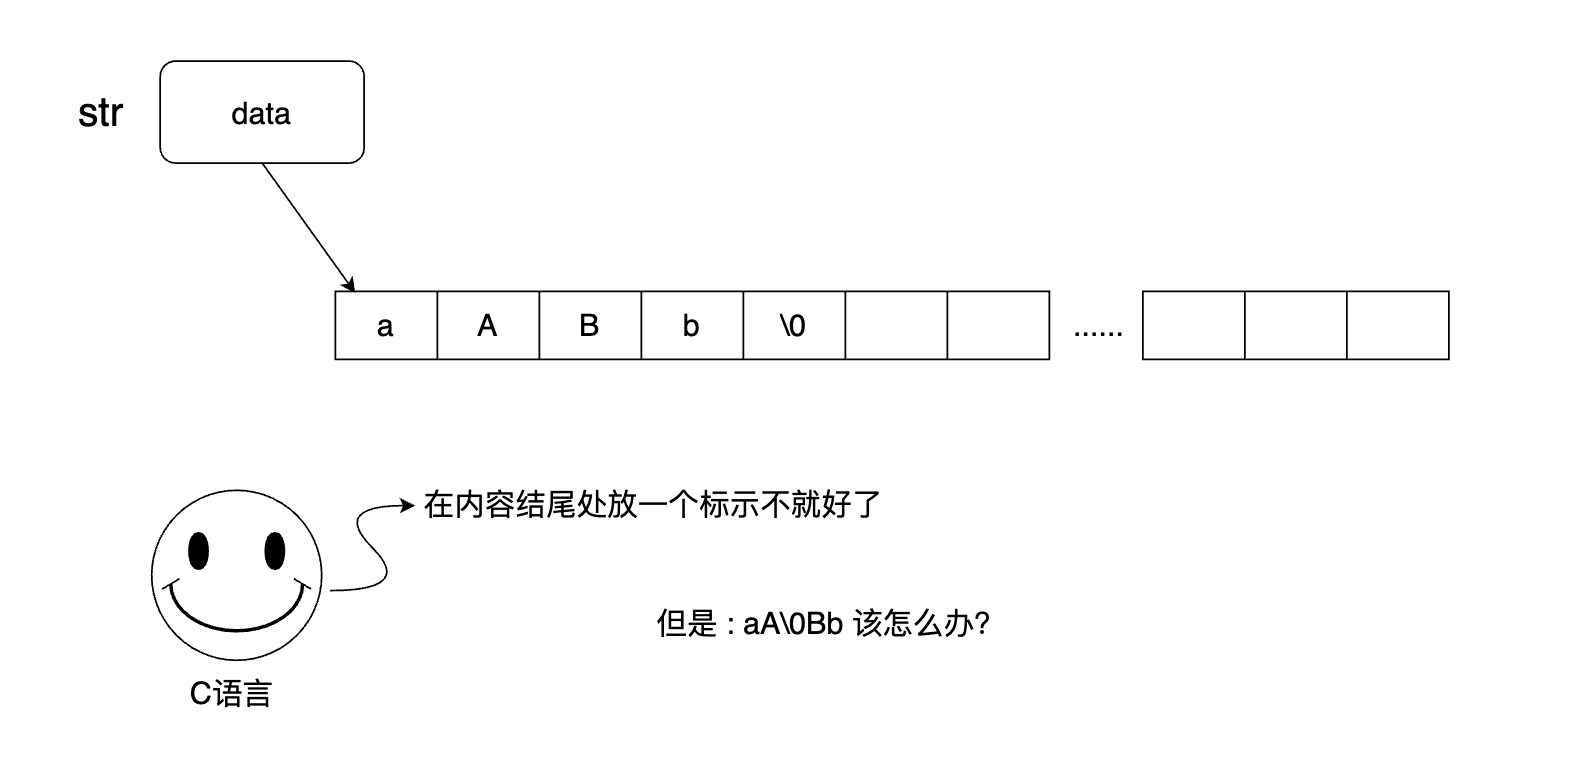 str
data
a A B b \0
......
在内容结尾处放一个标示不就好了
但是 : aA\0Bb 该怎么办?
C语言